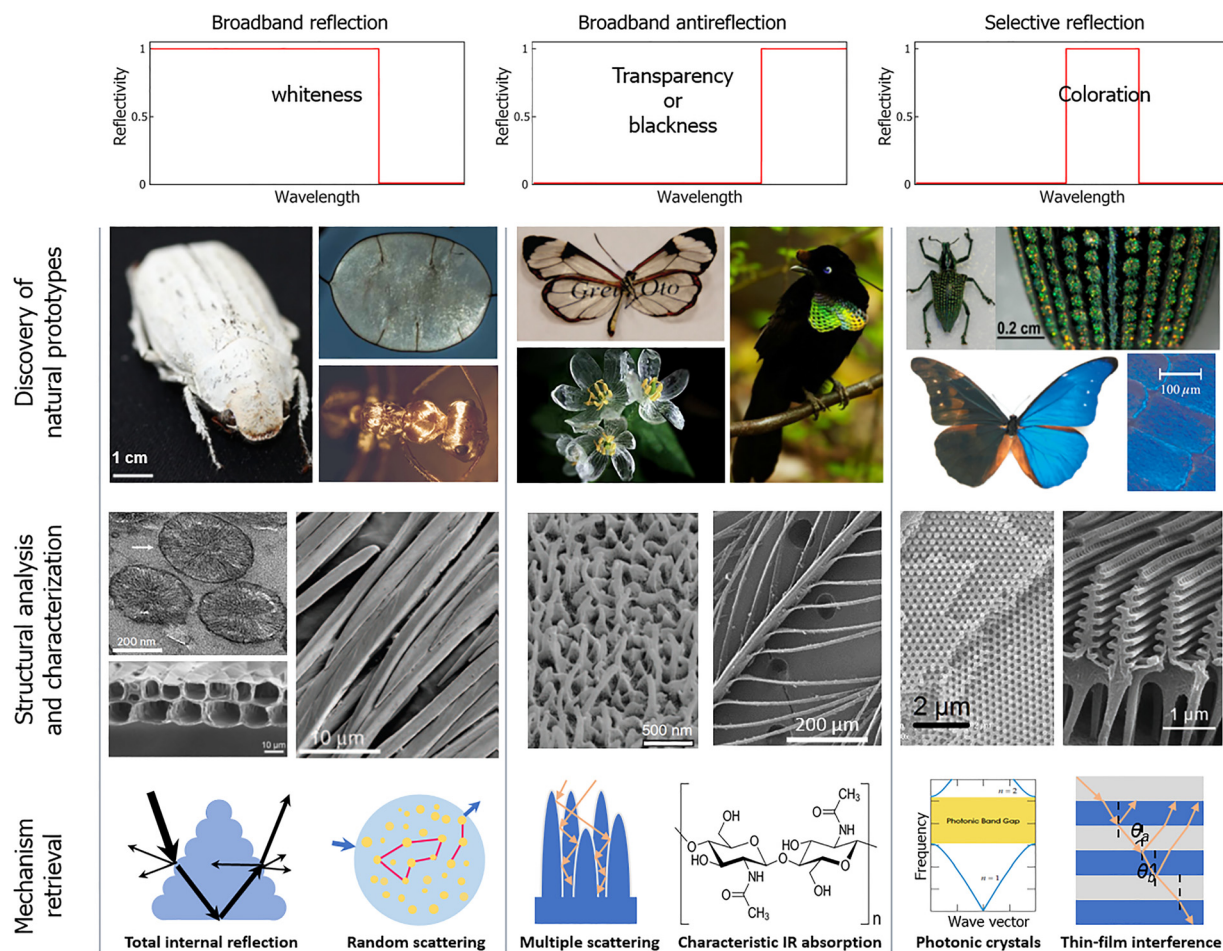 Broadband reflection
Broadband antireflection
Selective reflection
1
0.5
0
Reflectivity
whiteness
Wavelength
1
0.5
0
Reflectivity
Transparency
or
blackness
Wavelength
1
0.5
0
Reflectivity
Coloration
Wavelength
Discovery of
natural prototypes
1 cm
Greta Oto
0.2 cm
100 μm
Structural analysis
and characterization
200 nm
10 μm
10 μm
500 nm
200 μm
2 μm
1 μm
Mechanism
retrieval
Total internal reflection
Random scattering
Multiple scattering
CH₃
O
NH
OH
O
HO
O
NH
O
CH₃
O
HO
O
OH
n
Characteristic IR absorption
Frequency
n = 2
Photonic Band Gap
n = 1
Wave vector
Photonic crystals
θa
θb
Thin-film interference